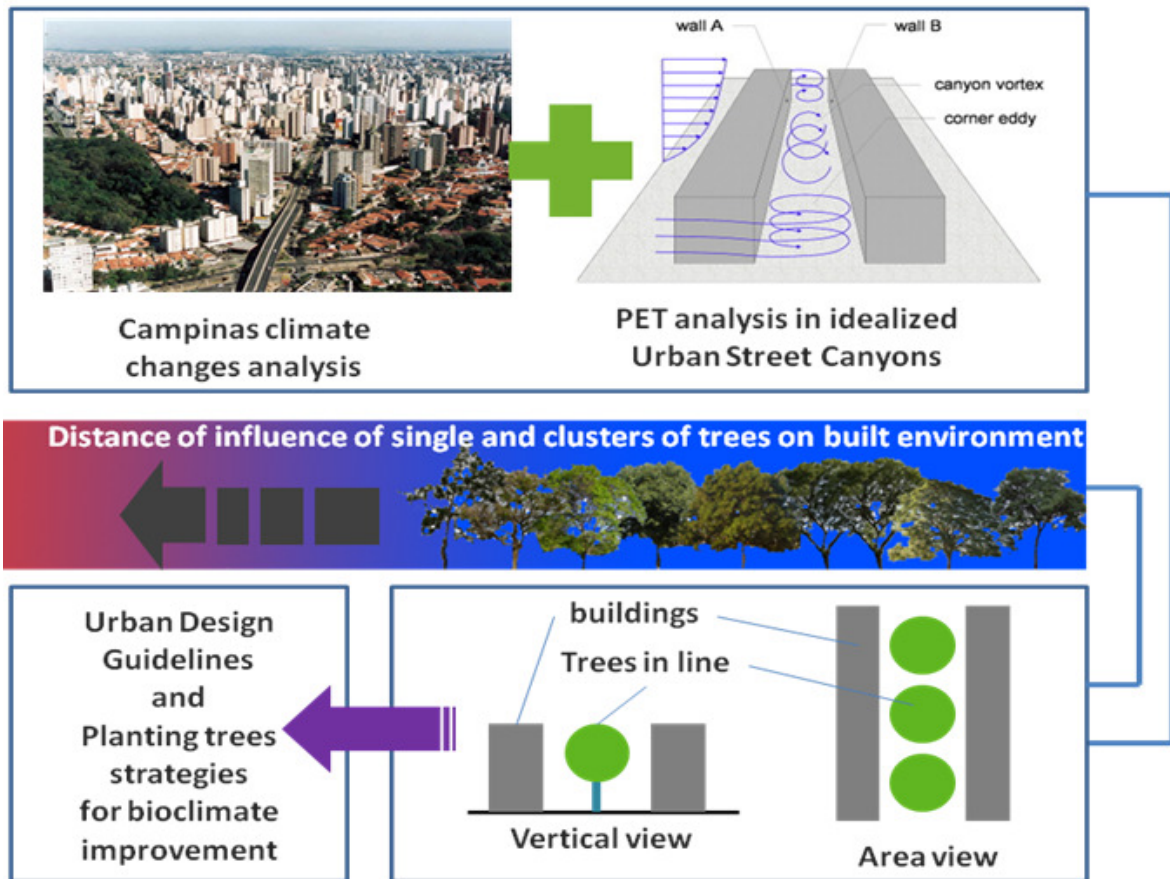 wall A
wall B
canyon vortex
corner eddy
Campinas climate
changes analysis
PET analysis in idealized
Urban Street Canyons
Distance of influence of single and clusters of trees on built environment
Urban Design
Guidelines
and
Planting trees
strategies
for bioclimate
improvement
buildings
Trees in line
Vertical view
Area view